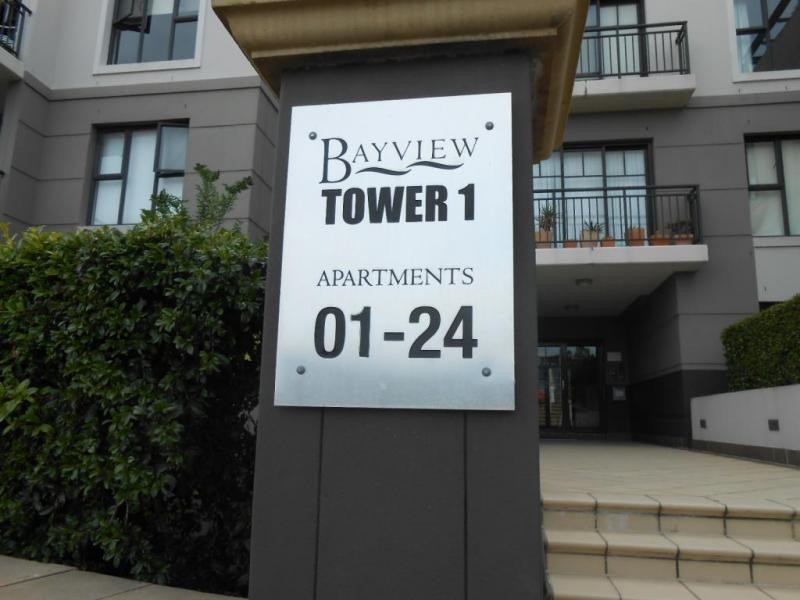 BAYVIEW
TOWER 1
APARTMENTS
01-24